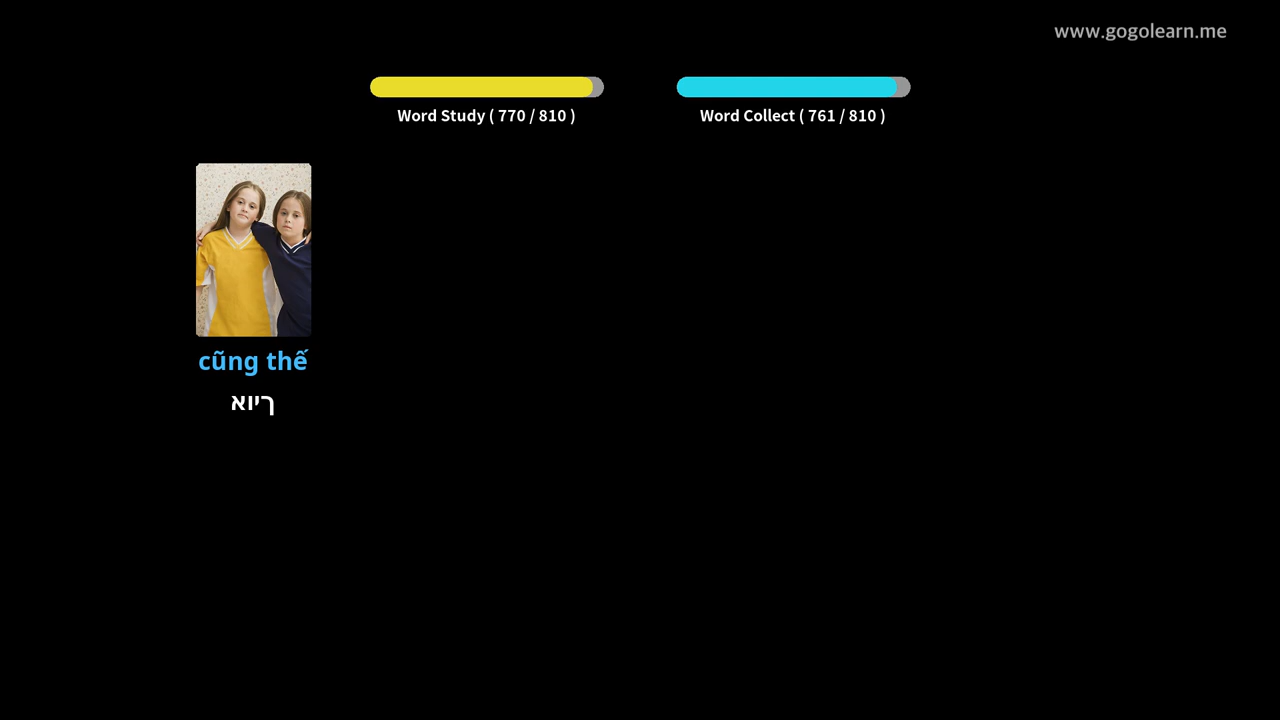 www.gogolearn.me
Word Study ( 770 / 810 )
Word Collect ( 761 / 810 )
cũng thế
ךיוא